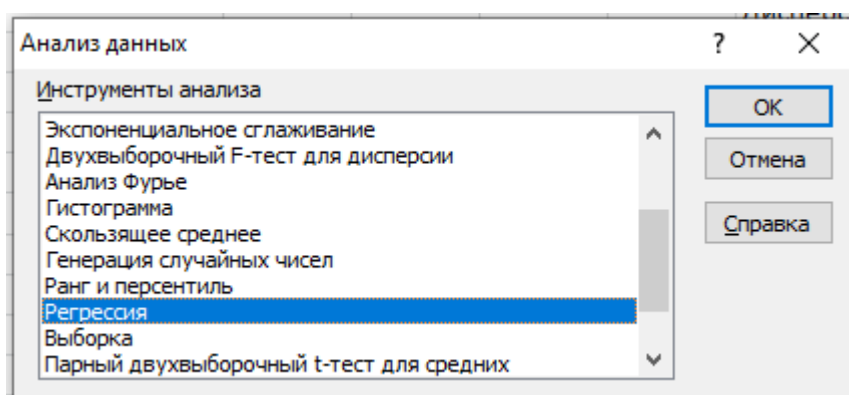 Анализ данных ?
Инструменты анализа
Экспоненциальное сглаживание
Двухвыборочный F-тест для дисперсии
Анализ Фурье
Гистограмма
Скользящее среднее
Генерация случайных чисел
Ранг и персентиль
Регрессия
Выборка
Парный двухвыборочный t-тест для средних
OK
Отмена
Справка